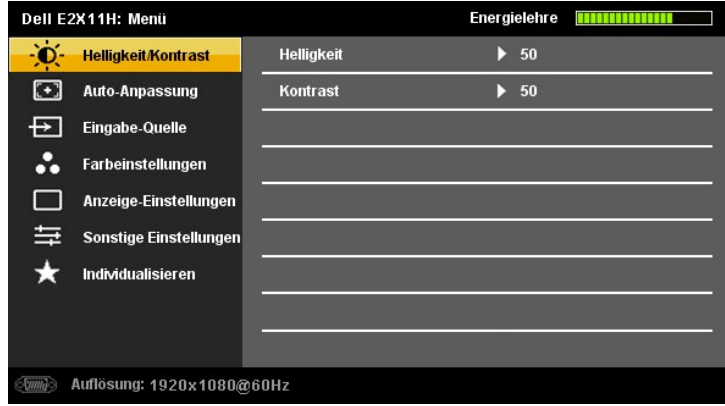 Dell E2X11H: Menü Energielehre
Helligkeit/Kontrast Helligkeit 50
Auto-Anpassung Kontrast 50
Eingabe-Quelle
Farbeinstellungen
Anzeige-Einstellungen
Sonstige Einstellungen
Individualisieren
Auflösung: 1920x1080@60Hz